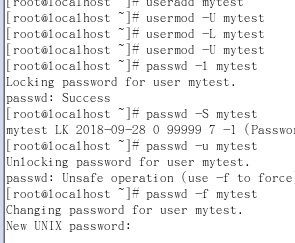 [root@localhost ~]# useradd mytest
[root@localhost ~]# usermod -U mytest
[root@localhost ~]# usermod -L mytest
[root@localhost ~]# usermod -U mytest
[root@localhost ~]# passwd -l mytest
Locking password for user mytest.
passwd: Success
[root@localhost ~]# passwd -S mytest
mytest LK 2018-09-28 0 99999 7 -1 (Passwor
[root@localhost ~]# passwd -u mytest
Unlocking password for user mytest.
passwd: Unsafe operation (use -f to force
[root@localhost ~]# passwd -f mytest
Changing password for user mytest.
New UNIX password: